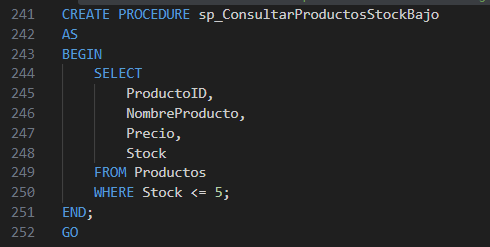 241 CREATE PROCEDURE sp_ConsultarProductosStockBajo
242 AS
243 BEGIN
244     SELECT
245         ProductoID,
246         NombreProducto,
247         Precio,
248         Stock
249     FROM Productos
250     WHERE Stock <= 5;
251 END;
252 GO